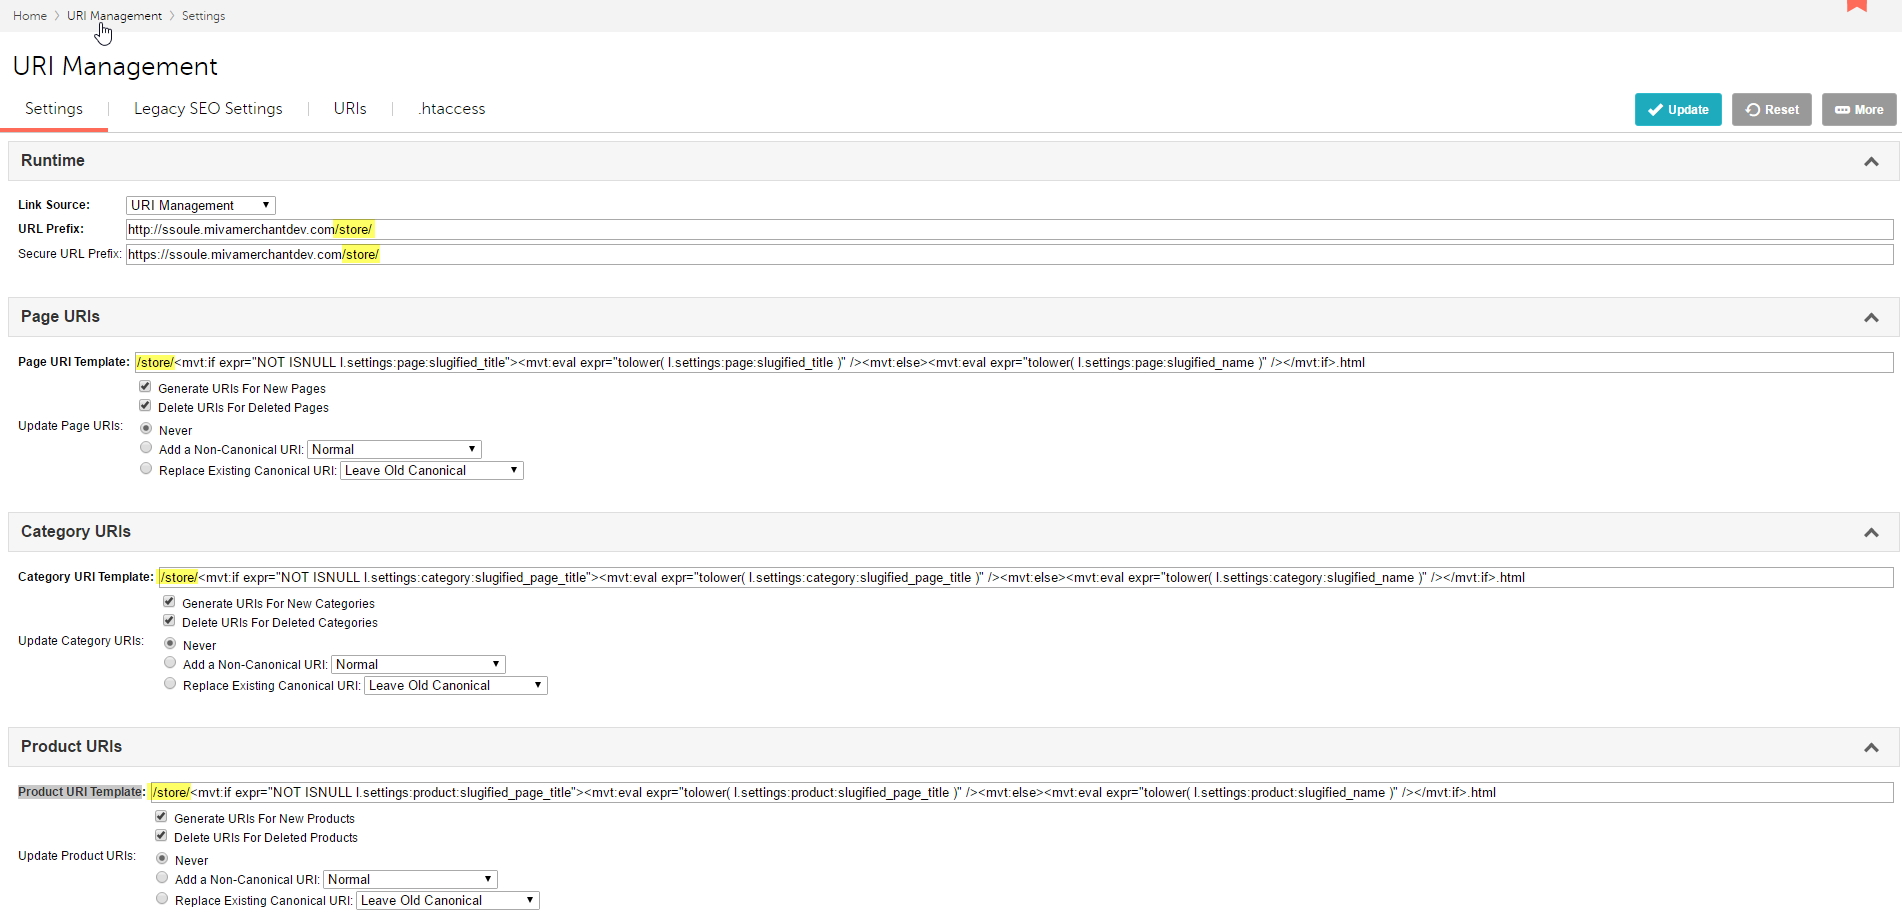 Home > URI Management > Settings
URI Management
Settings | Legacy SEO Settings | URIs | .htaccess
Update Reset More
Runtime
Link Source: URI Management
URL Prefix: http://ssoule.mivamerchantdev.com/store/
Secure URL Prefix: https://ssoule.mivamerchantdev.com/store/
Page URIs
Page URI Template: /store/<mvt:if expr="NOT ISNULL l.settings:page:slugified_title"><mvt:eval expr="tolower( l.settings:page:slugified_title )" /><mvt:else><mvt:eval expr="tolower( l.settings:page:slugified_name )" /></mvt:if>.html
Generate URIs For New Pages
Delete URIs For Deleted Pages
Update Page URIs: Never
Add a Non-Canonical URI: Normal
Replace Existing Canonical URI: Leave Old Canonical
Category URIs
Category URI Template: /store/<mvt:if expr="NOT ISNULL l.settings:category:slugified_page_title"><mvt:eval expr="tolower( l.settings:category:slugified_page_title )" /><mvt:else><mvt:eval expr="tolower( l.settings:category:slugified_name )" /></mvt:if>.html
Generate URIs For New Categories
Delete URIs For Deleted Categories
Update Category URIs: Never
Add a Non-Canonical URI: Normal
Replace Existing Canonical URI: Leave Old Canonical
Product URIs
Product URI Template: /store/<mvt:if expr="NOT ISNULL l.settings:product:slugified_page_title"><mvt:eval expr="tolower( l.settings:product:slugified_page_title )" /><mvt:else><mvt:eval expr="tolower( l.settings:product:slugified_name )" /></mvt:if>.html
Generate URIs For New Products
Delete URIs For Deleted Products
Update Product URIs: Never
Add a Non-Canonical URI: Normal
Replace Existing Canonical URI: Leave Old Canonical